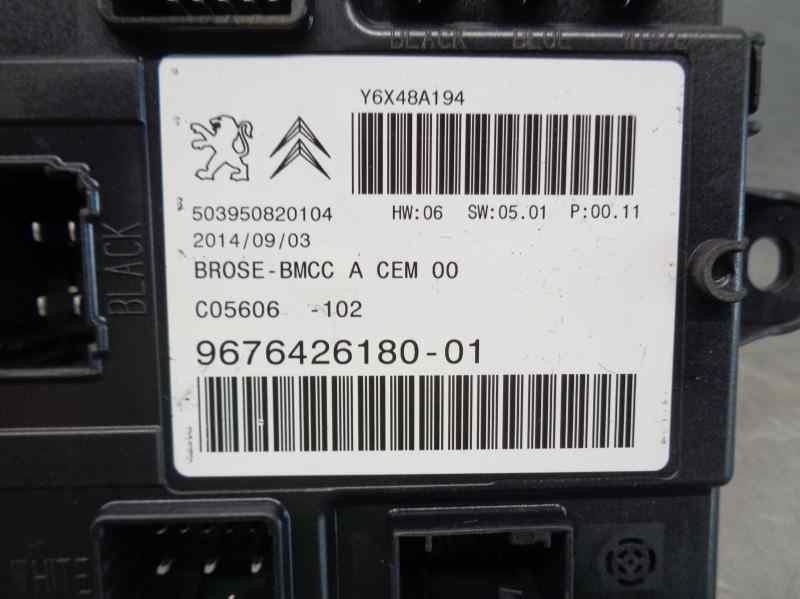 BLACK BLUE
Y6X48A194
503950820104 HW:06 SW:05.01 P:00.11
2014/09/03
BROSE-BMCC A CEM 00
C05606 -102
9676426180-01
BLACK